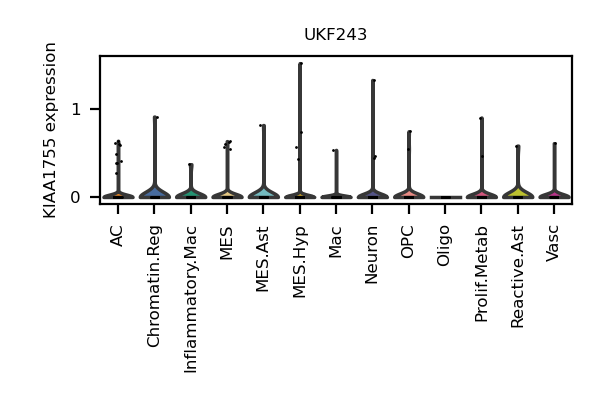 UKF243
KIAA1755 expression
1
0
AC
Chromatin.Reg
Inflammatory.Mac
MES
MES.Ast
MES.Hyp
Mac
Neuron
OPC
Oligo
Prolif.Metab
Reactive.Ast
Vasc